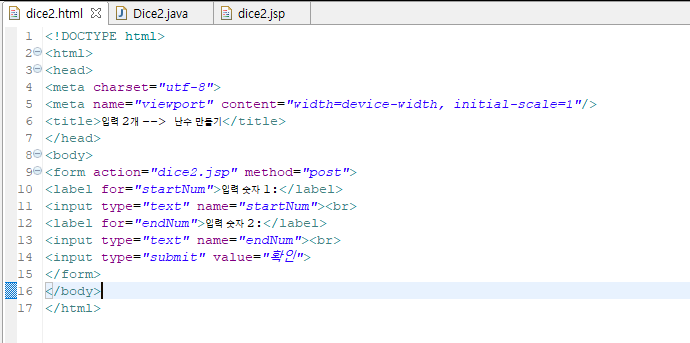 dice2.html Dice2.java dice2.jsp
1 <!DOCTYPE html>
2 <html>
3 <head>
4 <meta charset="utf-8">
5 <meta name="viewport" content="width=device-width, initial-scale=1"/>
6 <title>입력 2개 --> 난수 만들기</title>
7 </head>
8 <body>
9 <form action="dice2.jsp" method="post">
10 <label for="startNum">입력 숫자 1:</label>
11 <input type="text" name="startNum"><br>
12 <label for="endNum">입력 숫자 2:</label>
13 <input type="text" name="endNum"><br>
14 <input type="submit" value="확인">
15 </form>
16 </body>
17 </html>